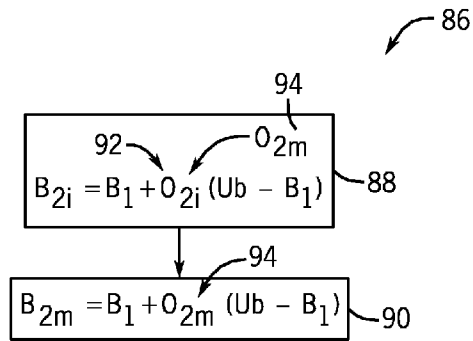 86
94
92
O₂ₘ
B₂ᵢ = B₁ + O₂ᵢ (Ub – B₁)
88
94
B₂ₘ = B₁ + O₂ₘ (Ub – B₁)
90